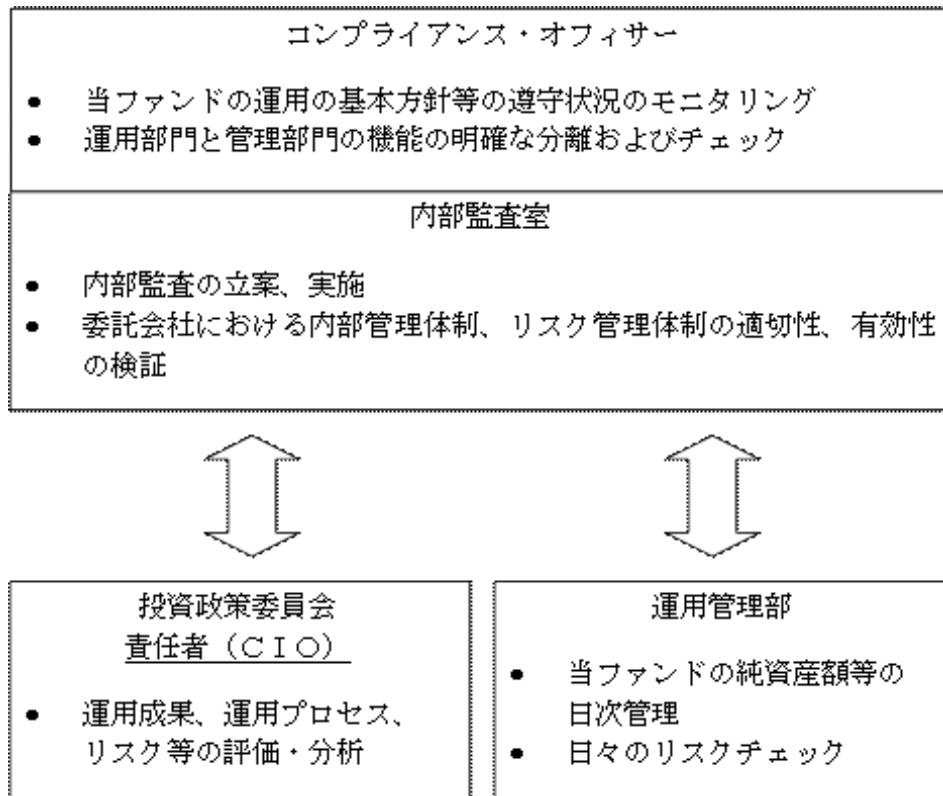 コンプライアンス・オフィサー
● 当ファンドの運用の基本方針等の遵守状況のモニタリング
● 運用部門と管理部門の機能の明確な分離およびチェック
内部監査室
● 内部監査の立案、実施
● 委託会社における内部管理体制、リスク管理体制の適切性、有効性
の検証
投資政策委員会
責任者（ＣＩＯ）
● 運用成果、運用プロセス、
リスク等の評価・分析
運用管理部
● 当ファンドの純資産額等の
日次管理
● 日々のリスクチェック